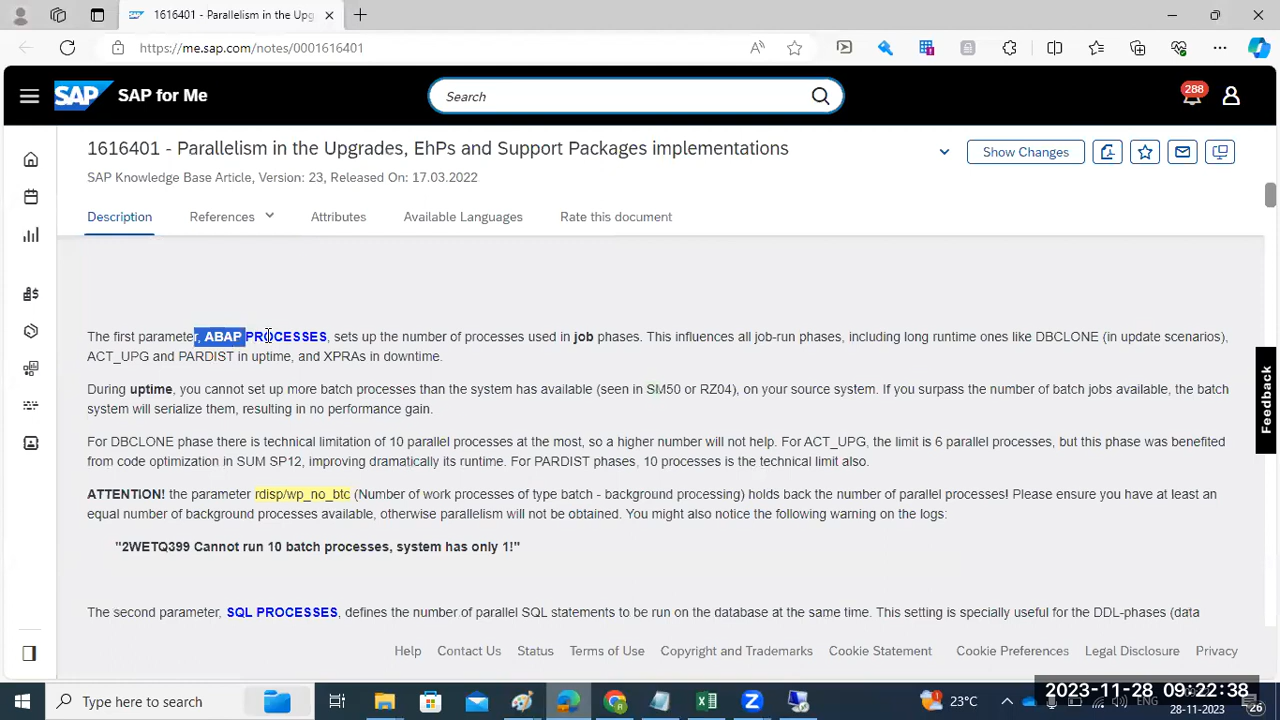 1616401 - Parallelism in the Upgrades, EhPs and Support Packages implementations
https://me.sap.com/notes/0001616401
SAP
SAP for Me
Search
288
1616401 - Parallelism in the Upgrades, EhPs and Support Packages implementations
Show Changes
SAP Knowledge Base Article, Version: 23, Released On: 17.03.2022
Description
References
Attributes
Available Languages
Rate this document
The first parameter, ABAP PROCESSES, sets up the number of processes used in job phases. This influences all job-run phases, including long runtime ones like DBCLONE (in update scenarios),
ACT_UPG and PARDIST in uptime, and XPRAs in downtime.
During uptime, you cannot set up more batch processes than the system has available (seen in SM50 or RZ04), on your source system. If you surpass the number of batch jobs available, the batch
system will serialize them, resulting in no performance gain.
For DBCLONE phase there is technical limitation of 10 parallel processes at the most, so a higher number will not help. For ACT_UPG, the limit is 6 parallel processes, but this phase was benefited
from code optimization in SUM SP12, improving dramatically its runtime. For PARDIST phases, 10 processes is the technical limit also.
ATTENTION! the parameter rdisp/wp_no_btc (Number of work processes of type batch - background processing) holds back the number of parallel processes! Please ensure you have at least an
equal number of background processes available, otherwise parallelism will not be obtained. You might also notice the following warning on the logs:
"2WETQ399 Cannot run 10 batch processes, system has only 1!"
The second parameter, SQL PROCESSES, defines the number of parallel SQL statements to be run on the database at the same time. This setting is specially useful for the DDL-phases (data
Feedback
Help
Contact Us
Status
Terms of Use
Copyright and Trademarks
Cookie Statement
Cookie Preferences
Legal Disclosure
Privacy
Type here to search
23°C
ENG
2023-11-28 09:22:38
28-11-2023
26